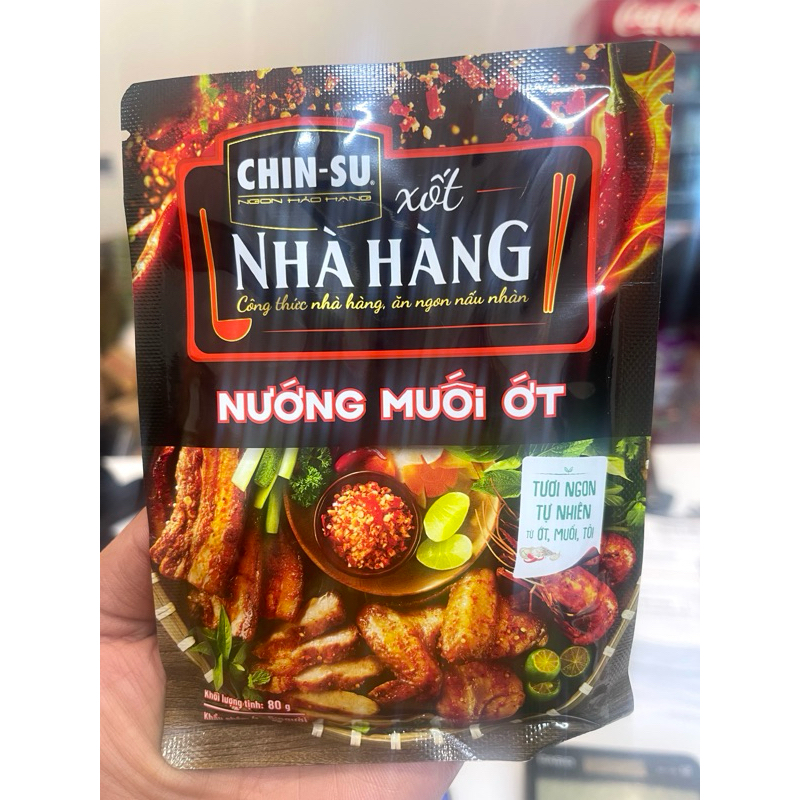 CHIN-SU®
NGON HẢO HẠNG
xốt
NHÀ HÀNG
Công thức nhà hàng, ăn ngon nấu nhàn
NƯỚNG MUỐI ỚT
TƯƠI NGON
TỰ NHIÊN
TỪ ỚT, MUỐI, TỎI
Khối lượng tịnh: 80 g